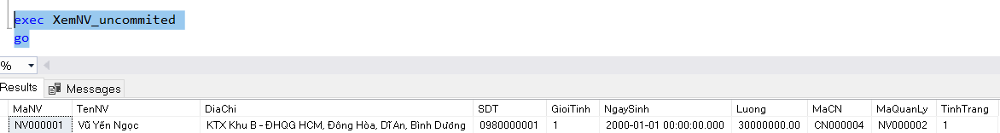 exec XemNV_uncommited
go
%
Results Messages
MaNV TenNV DiaChi SDT GioiTinh NgaySinh Luong MaCN MaQuanLy TinhTrang
NV000001 Vũ Yến Ngọc KTX Khu B - ĐHQG HCM, Đông Hòa, Dĩ An, Bình Dương 0980000001 1 2000-01-01 00:00:00.000 30000000.00 CN000004 NV000002 1